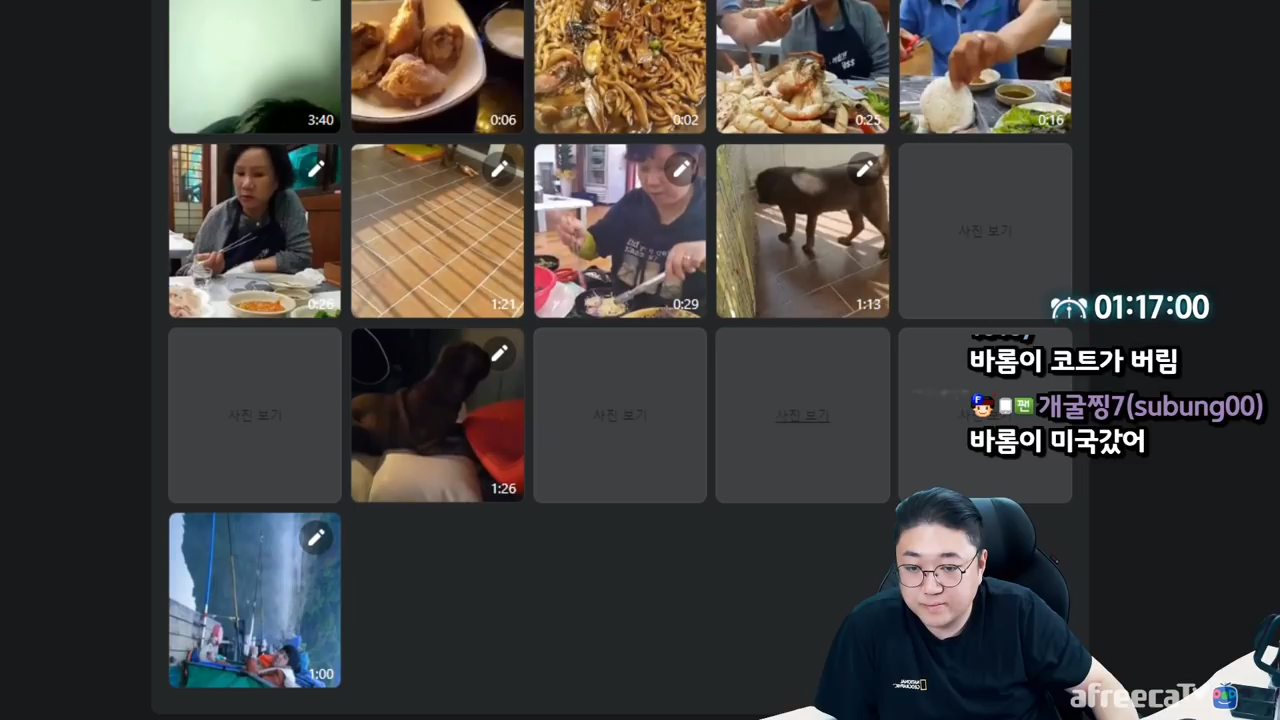 3:40
0:06
0:02
0:25
0:16
0:26
1:21
0:29
1:13
사진 보기
01:17:00
바롬이 코트가 버림
사진 보기
1:26
사진 보기
사진 보기
개굴찡7(subung00)
바롬이 미국갔어
1:00
NATIONAL GEOGRAPHIC
afreecaTV